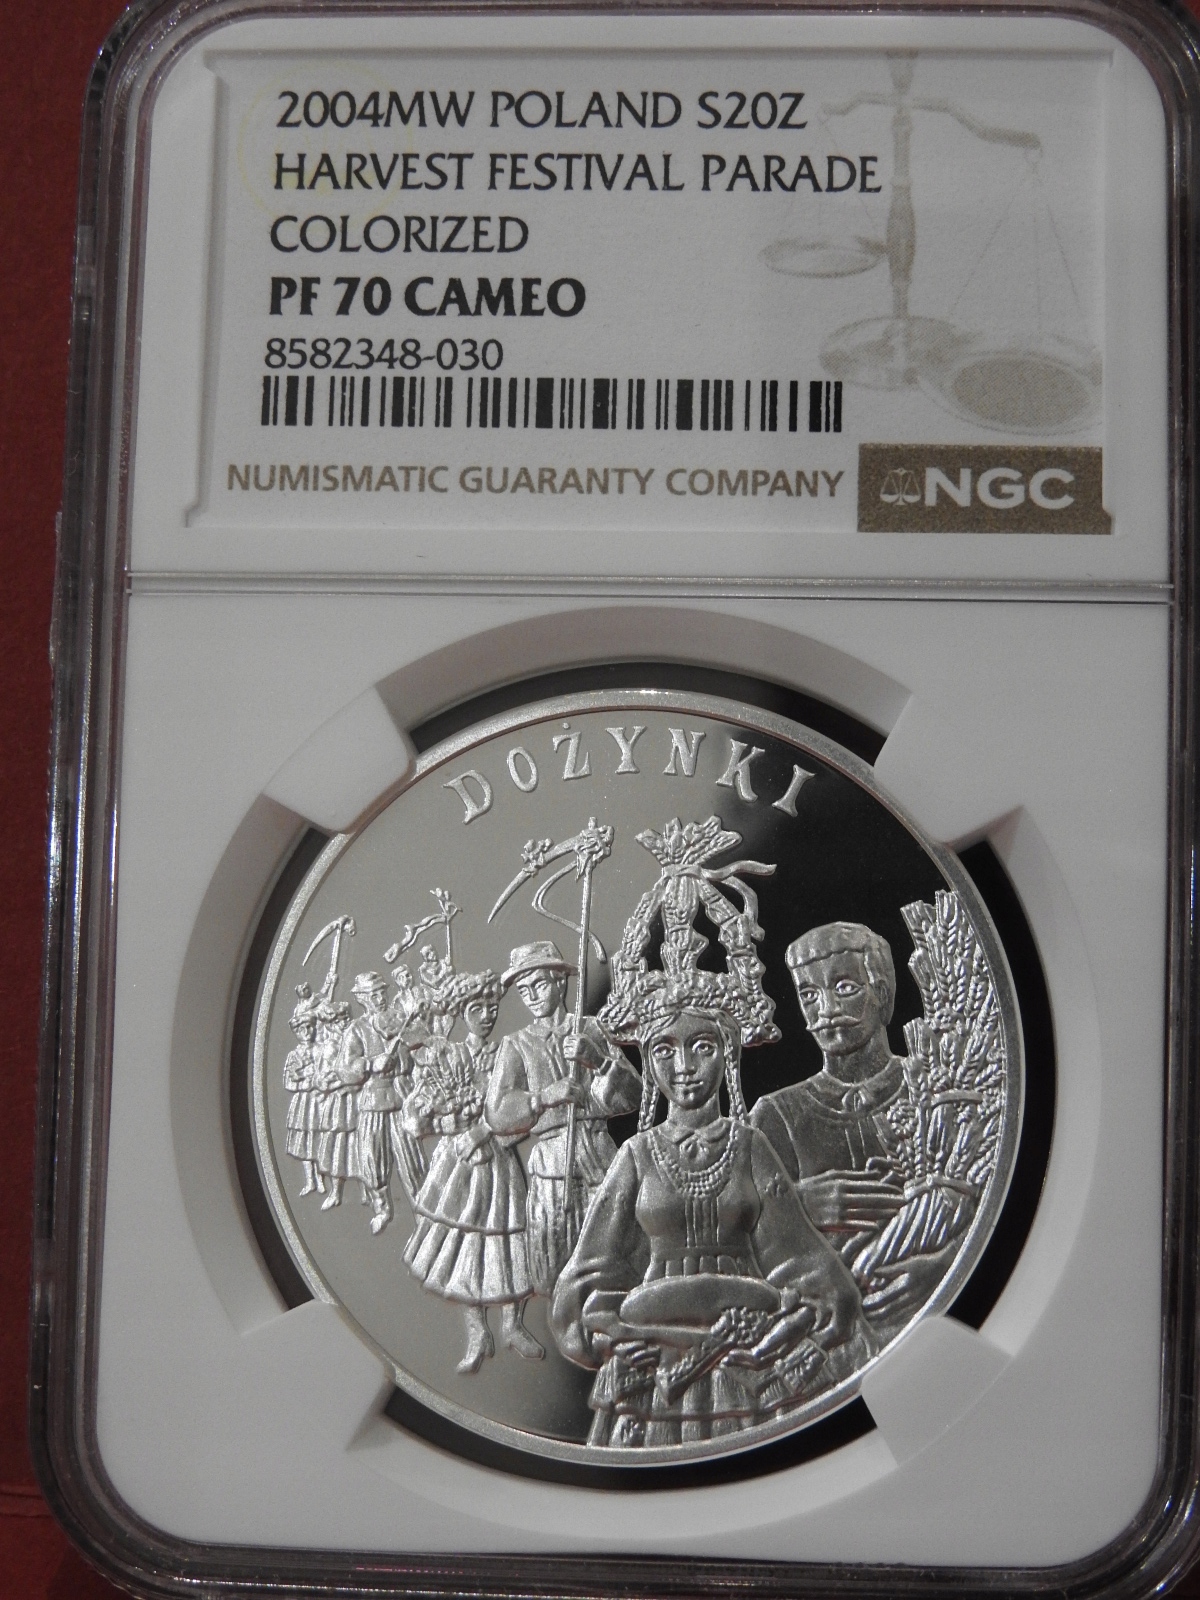 2004MW POLAND S20Z
HARVEST FESTIVAL PARADE
COLORIZED
PF 70 CAMEO
8582348-030
NUMISMATIC GUARANTY COMPANY
NGC
DOŻYNKI